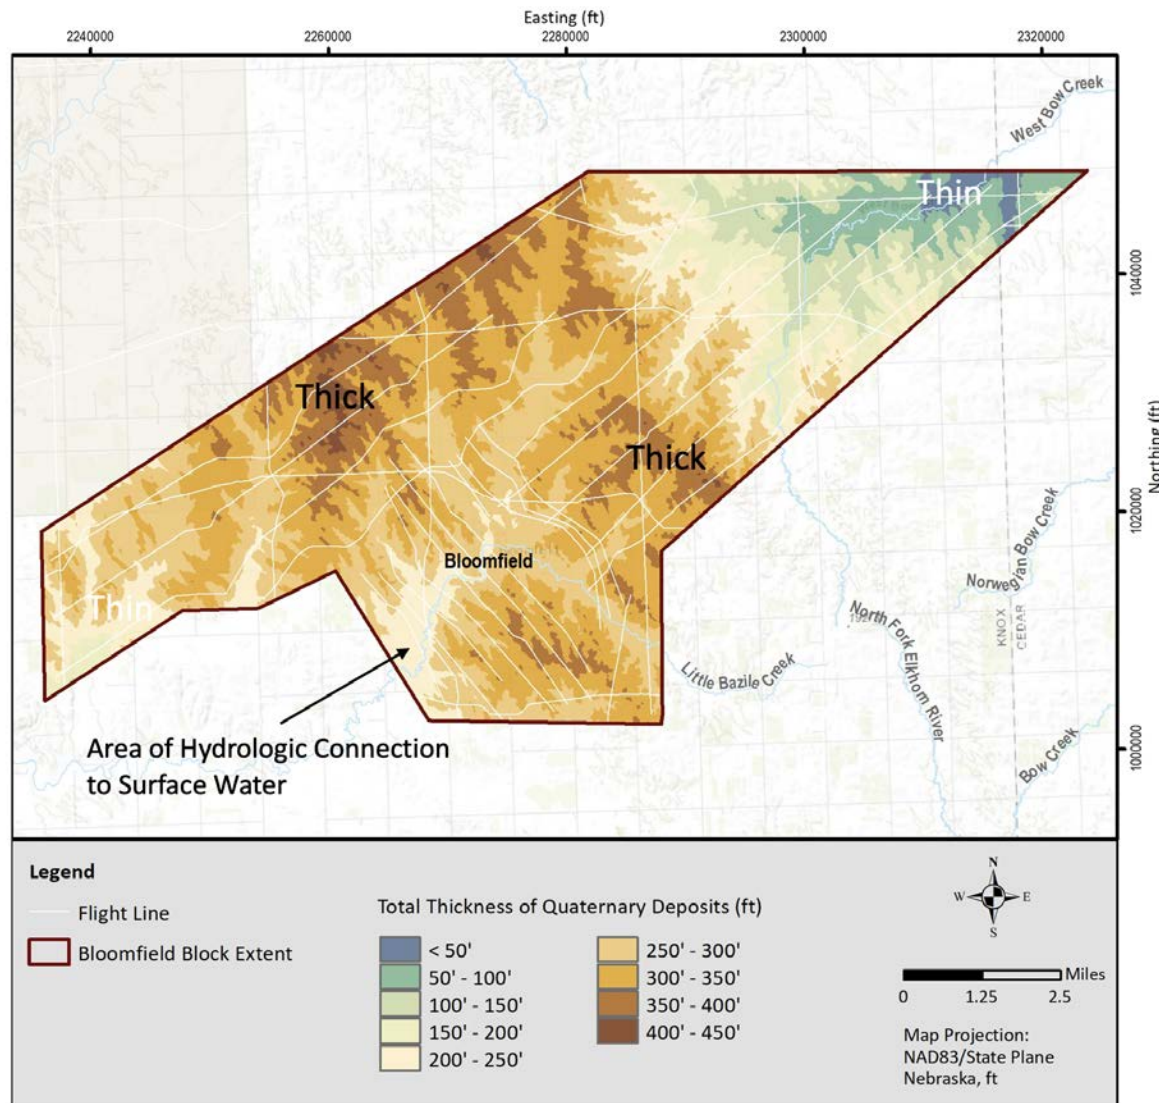 Easting (ft)
2240000
2260000
2280000
2300000
2320000
West Bow Creek
Thin
1040000
Thick
Thick
Northing (ft)
1020000
Bloomfield
Norwegian Bow Creek
Thin
North Fork Elkhorn River
KNOX
CEDAR
Little Bazile Creek
Area of Hydrologic Connection
to Surface Water
Bow Creek
1000000
Legend
Flight Line
Bloomfield Block Extent
Total Thickness of Quaternary Deposits (ft)
< 50'
50' - 100'
100' - 150'
150' - 200'
200' - 250'
250' - 300'
300' - 350'
350' - 400'
400' - 450'
N
W E
S
Miles
0 1.25 2.5
Map Projection:
NAD83/State Plane
Nebraska, ft